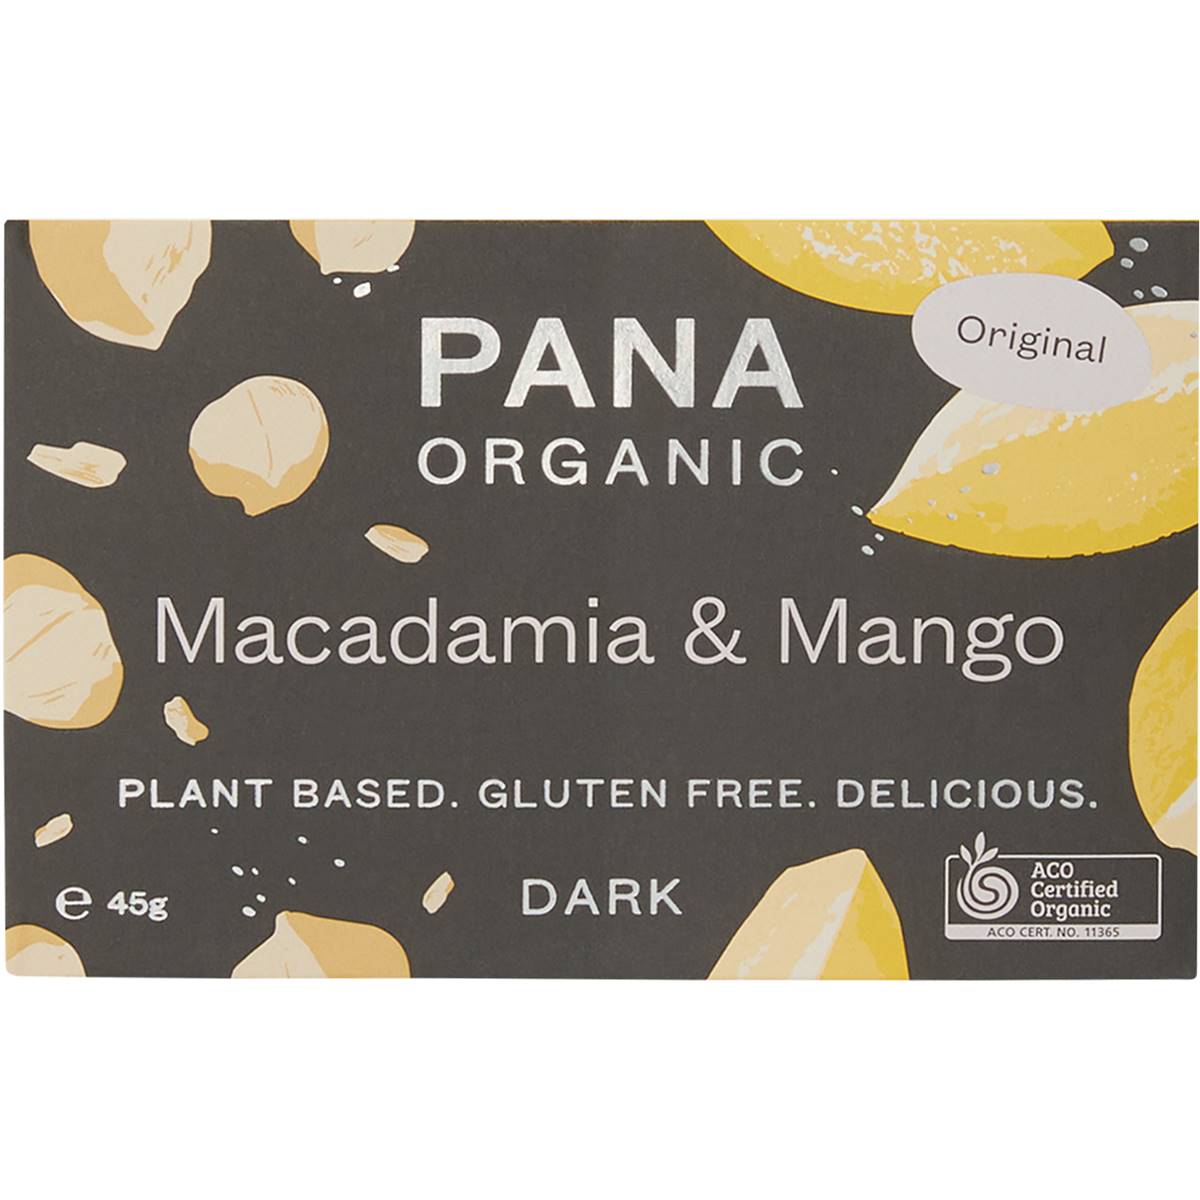 PANA
ORGANIC
Original
Macadamia & Mango
PLANT BASED. GLUTEN FREE. DELICIOUS.
℮ 45g
DARK
ACO
Certified
Organic
ACO CERT. NO. 11365